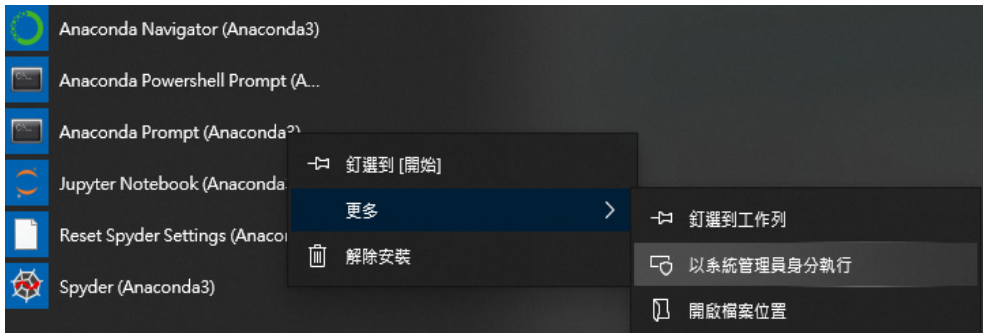 Anaconda Navigator (Anaconda3)
Anaconda Powershell Prompt (A...
Anaconda Prompt (Anaconda3)
釘選到 [開始]
Jupyter Notebook (Anaconda
更多
釘選到工作列
Reset Spyder Settings (Anacon
解除安裝
以系統管理員身分執行
Spyder (Anaconda3)
開啟檔案位置